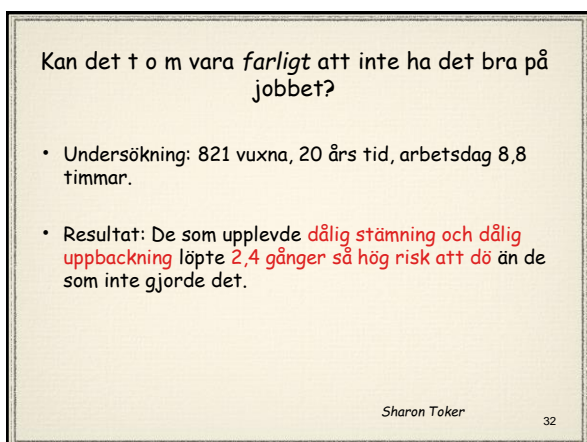 Kan det t o m vara farligt att inte ha det bra på
jobbet?
• Undersökning: 821 vuxna, 20 års tid, arbetsdag 8,8
timmar.
• Resultat: De som upplevde dålig stämning och dålig
uppbackning löpte 2,4 gånger så hög risk att dö än de
som inte gjorde det.
Sharon Toker
32